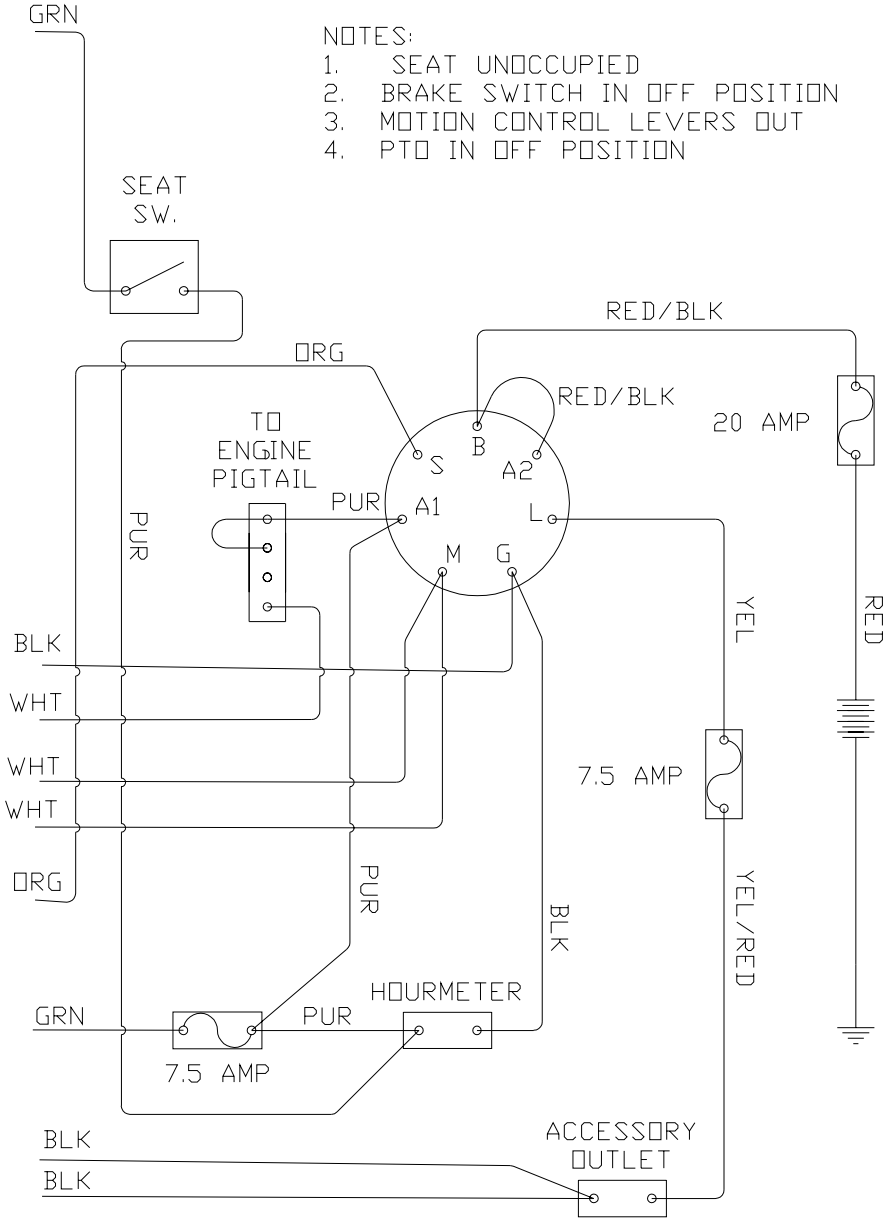 GRN
NOTES:
1. SEAT UNOCCUPIED
2. BRAKE SWITCH IN OFF POSITION
3. MOTION CONTROL LEVERS OUT
4. PTO IN OFF POSITION
SEAT
SW.
RED/BLK
ORG
RED/BLK
20 AMP
TO
ENGINE
PIGTAIL
B
S
A2
PUR
A1
L
M
G
PUR
YEL
RED
BLK
WHT
WHT
7.5 AMP
WHT
ORG
PUR
YEL/RED
BLK
HOURMETER
GRN
PUR
7.5 AMP
ACCESSORY
OUTLET
BLK
BLK